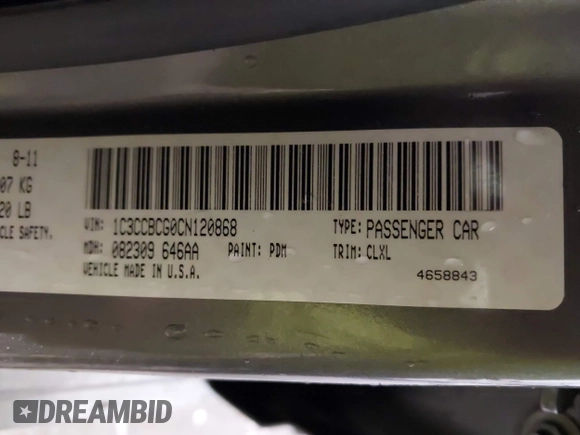 8-11
07 KG
20 LB
CLE SAFETY.
VIN: 1C3CCBCG0CN120868 TYPE: PASSENGER CAR
MDH: 082309 646AA PAINT: PDM TRIM: CLXL
VEHICLE MADE IN U.S.A. 4658843
DREAMBID